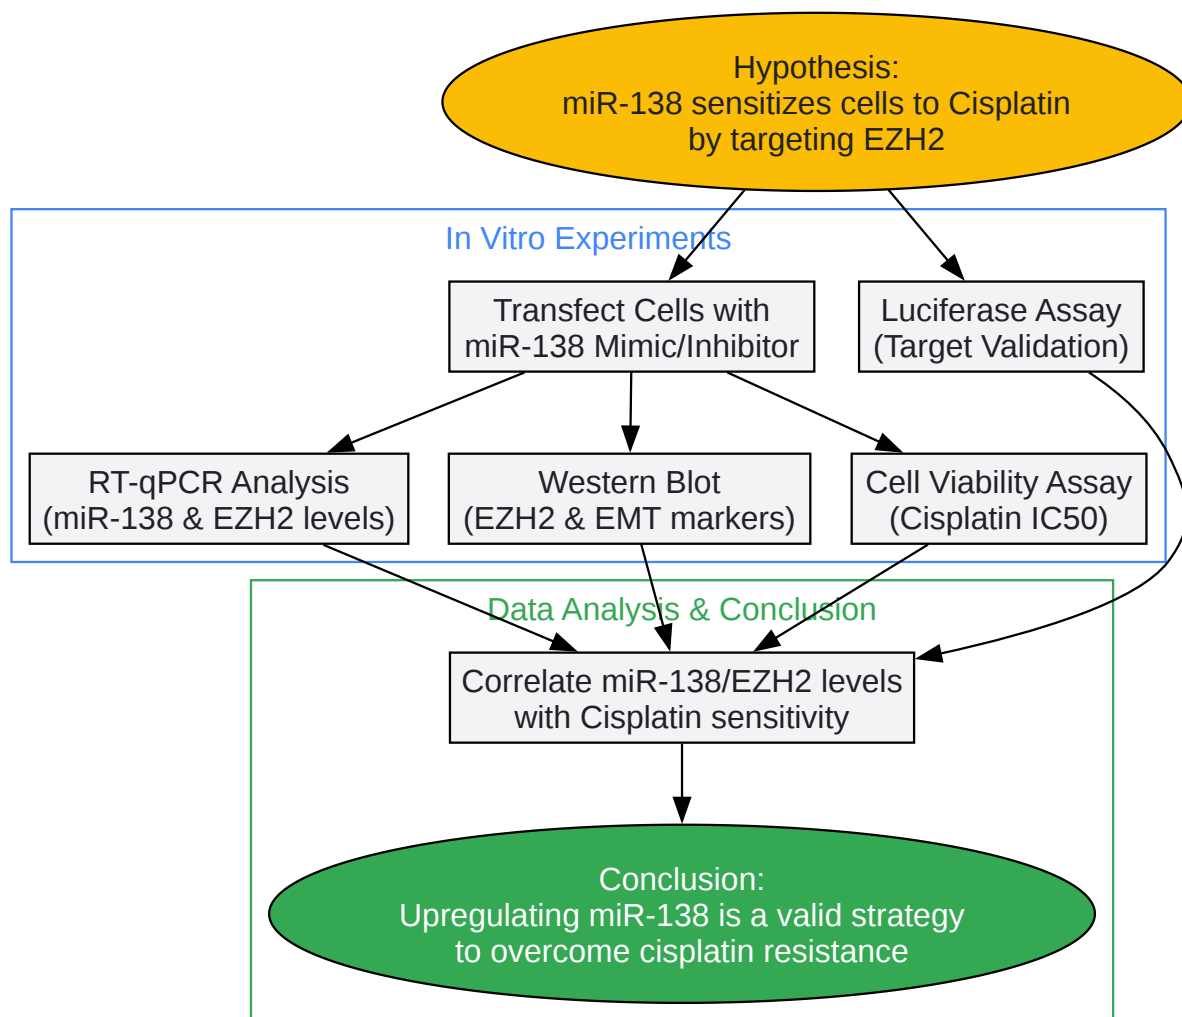 Hypothesis:
miR-138 sensitizes cells to Cisplatin
by targeting EZH2
In Vitro Experiments
Transfect Cells with
miR-138 Mimic/Inhibitor
Luciferase Assay
(Target Validation)
RT-qPCR Analysis
(miR-138 & EZH2 levels)
Western Blot
(EZH2 & EMT markers)
Cell Viability Assay
(Cisplatin IC50)
Data Analysis & Conclusion
Correlate miR-138/EZH2 levels
with Cisplatin sensitivity
Conclusion:
Upregulating miR-138 is a valid strategy
to overcome cisplatin resistance